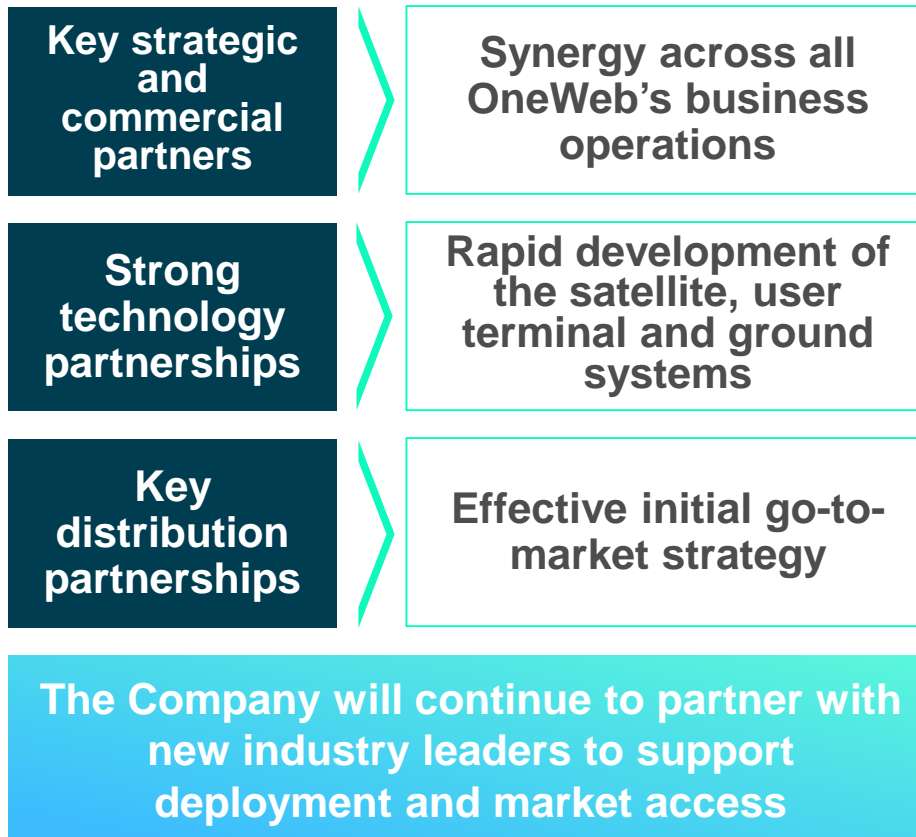 Key strategic
and
commercial
partners
Synergy across all
OneWeb's business
operations
Strong
technology
partnerships
Rapid development of
the satellite, user
terminal and ground
systems
Key
distribution
partnerships
Effective initial go-to-
market strategy
The Company will continue to partner with
new industry leaders to support
deployment and market access